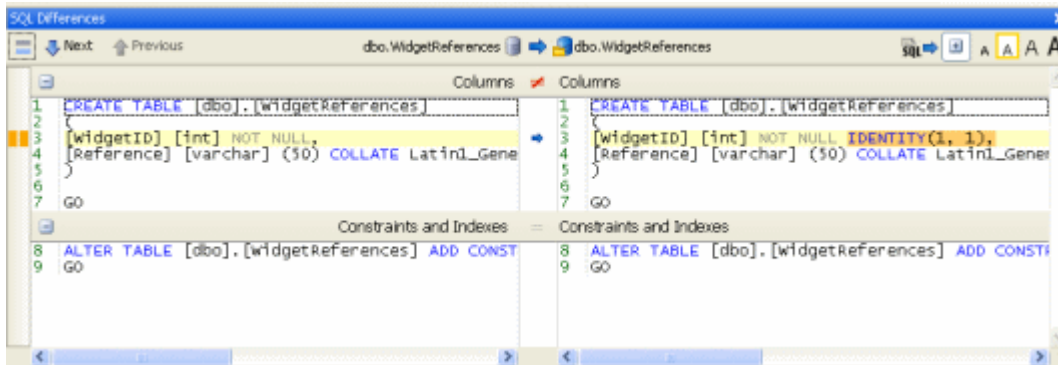 SQL Differences
Next Previous dbo.WidgetReferences dbo.WidgetReferences SQL A A A A
Columns Columns
1 CREATE TABLE [dbo].[WidgetReferences]
2 (
3 [WidgetID] [int] NOT NULL,
4 [Reference] [varchar] (50) COLLATE Latin1_Gene
5 )
6
7 GO
1 CREATE TABLE [dbo].[WidgetReferences]
2 (
3 [WidgetID] [int] NOT NULL IDENTITY(1, 1),
4 [Reference] [varchar] (50) COLLATE Latin1_Gener
5 )
6
7 GO
Constraints and Indexes = Constraints and Indexes
8 ALTER TABLE [dbo].[WidgetReferences] ADD CONST
9 GO
8 ALTER TABLE [dbo].[WidgetReferences] ADD CONST
9 GO